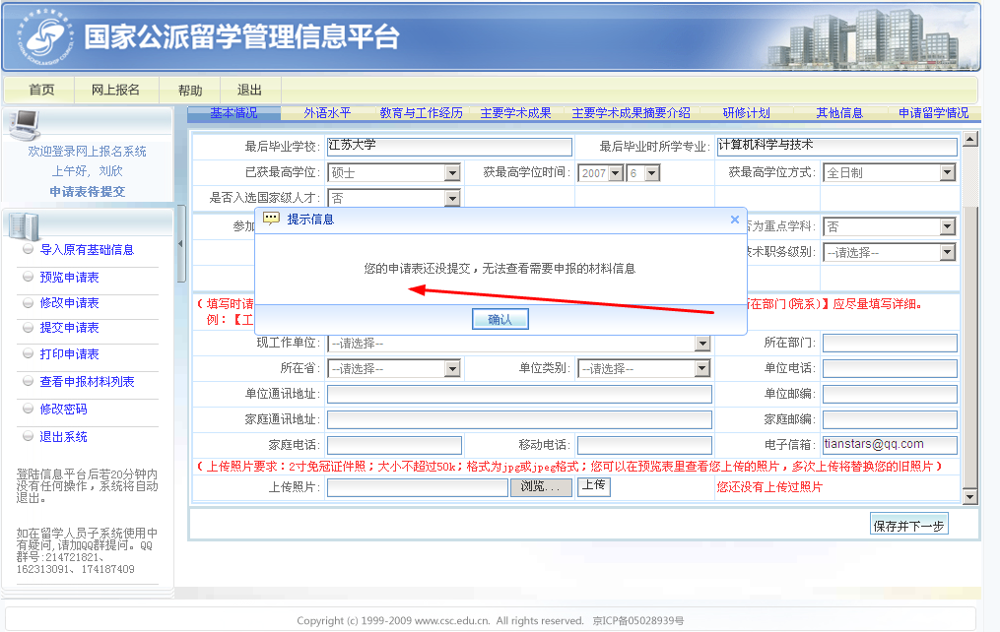 国家公派留学管理信息平台
首页 网上报名 帮助 退出
基本情况 外语水平 教育与工作经历 主要学术成果 主要学术成果摘要介绍 研修计划 其他信息 申请留学情况
欢迎登录网上报名系统
上午好，刘欣
申请表待提交
导入原有基础信息
预览申请表
修改申请表
提交申请表
打印申请表
查看申报材料列表
修改密码
退出系统
登陆信息平台后若20分钟内
没有任何操作，系统将自动
退出。
如在留学人员子系统使用中
有疑问,请加QQ群提问。QQ
群号:214721821、
162313091、174187409
最后毕业学校: 江苏大学 最后毕业时所学专业: 计算机科学与技术
已获最高学位: 硕士 获最高学位时间: 2007 6 获最高学位方式: 全日制
是否入选国家级人才: 否
参加 否为重点学科: 否
技术职务级别: --请选择--
提示信息
您的申请表还没提交，无法查看需要申报的材料信息
确认
（填写时请 所在部门(院系)】应尽量填写详细。
例：【工
现工作单位: --请选择-- 所在部门:
所在省: --请选择-- 单位类别: --请选择-- 单位电话:
单位通讯地址: 单位邮编:
家庭通讯地址: 家庭邮编:
家庭电话: 移动电话: 电子信箱: tianstars@qq.com
（上传照片要求：2寸免冠证件照；大小不超过50k；格式为jpg或jpeg格式；您可以在预览表里查看您上传的照片，多次上传将替换您的旧照片）
上传照片: 浏览... 上传 您还没有上传过照片
保存并下一步
Copyright (c) 1999-2009 www.csc.edu.cn. All rights reserved. 京ICP备05028939号